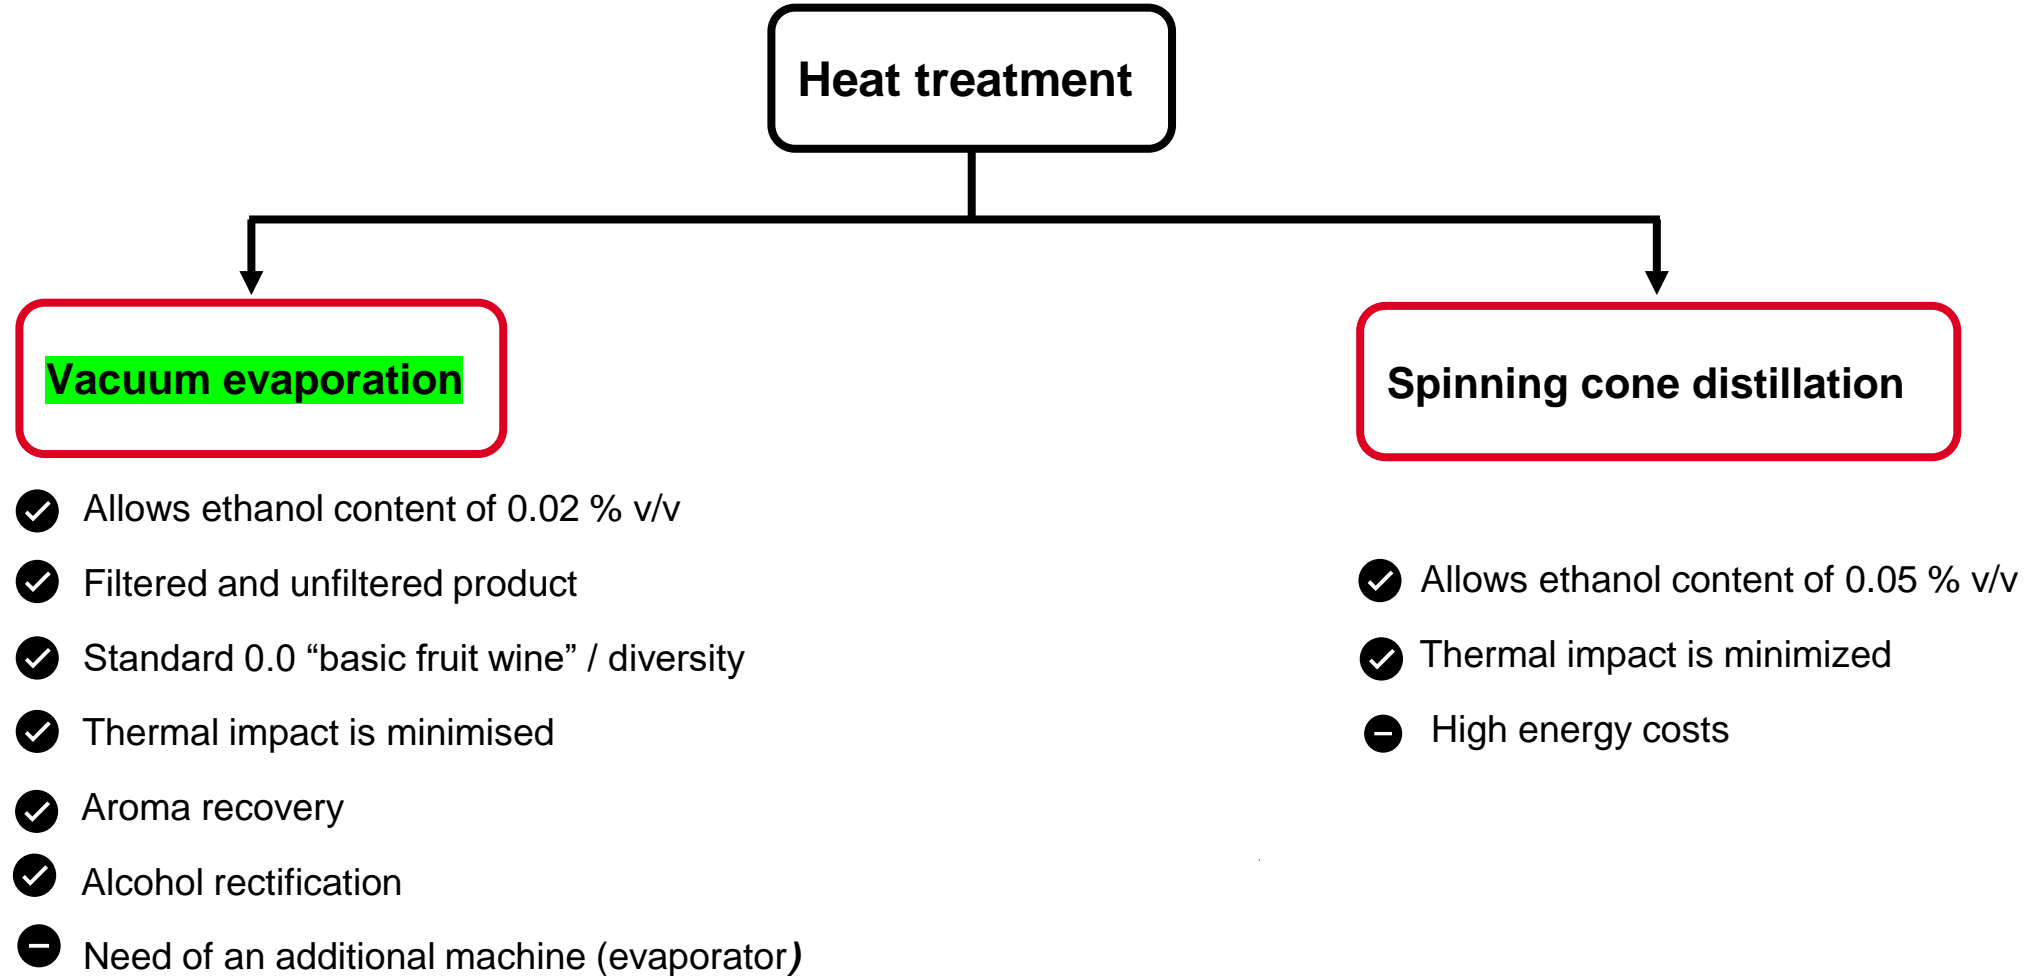 Heat treatment
Vacuum evaporation
Allows ethanol content of 0.02 % v/v
Filtered and unfiltered product
Standard 0.0 “basic fruit wine” / diversity
Thermal impact is minimised
Aroma recovery
Alcohol rectification
Need of an additional machine (evaporator)
Spinning cone distillation
Allows ethanol content of 0.05 % v/v
Thermal impact is minimized
High energy costs